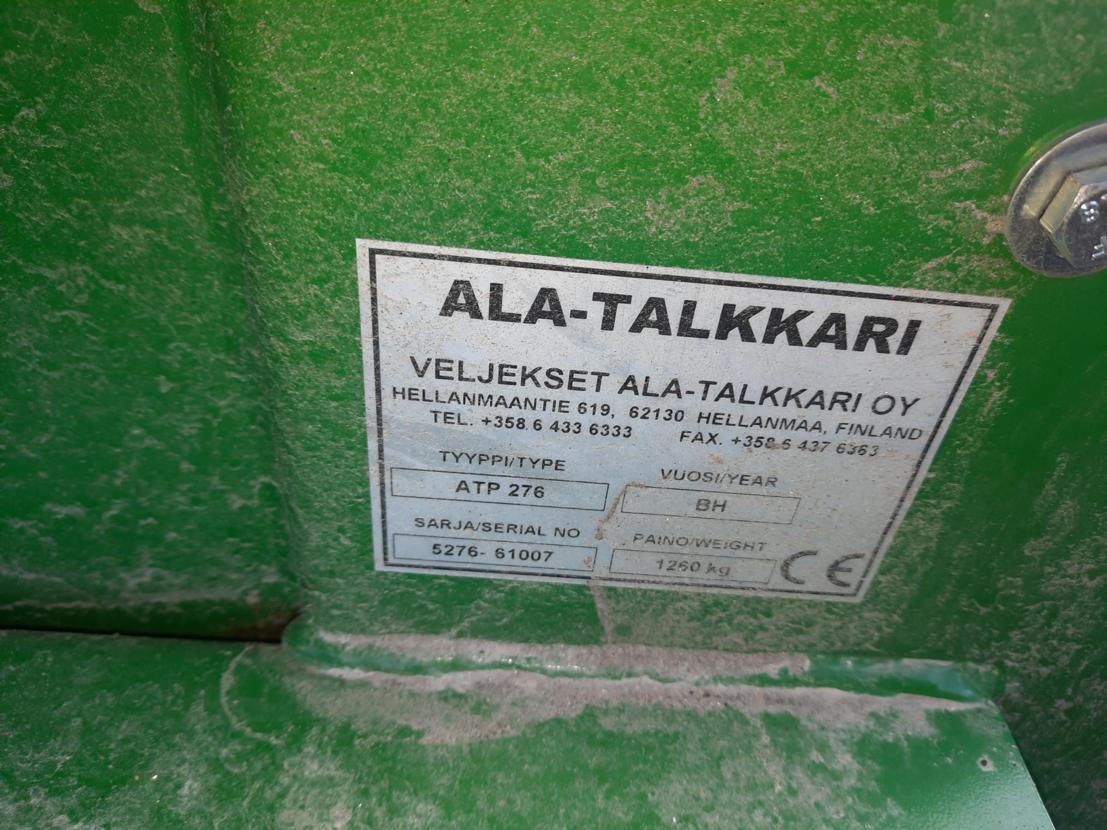 ALA-TALKKARI
VELJEKSET ALA-TALKKARI OY
HELLANMAANTIE 619, 62130 HELLANMAA, FINLAND
TEL. +358 6 433 6333 FAX. +358 6 437 6363
TYYPPI/TYPE VUOSI/YEAR
ATP 276 BH
SARJA/SERIAL NO PAINO/WEIGHT
5276- 61007 1260 kg CE